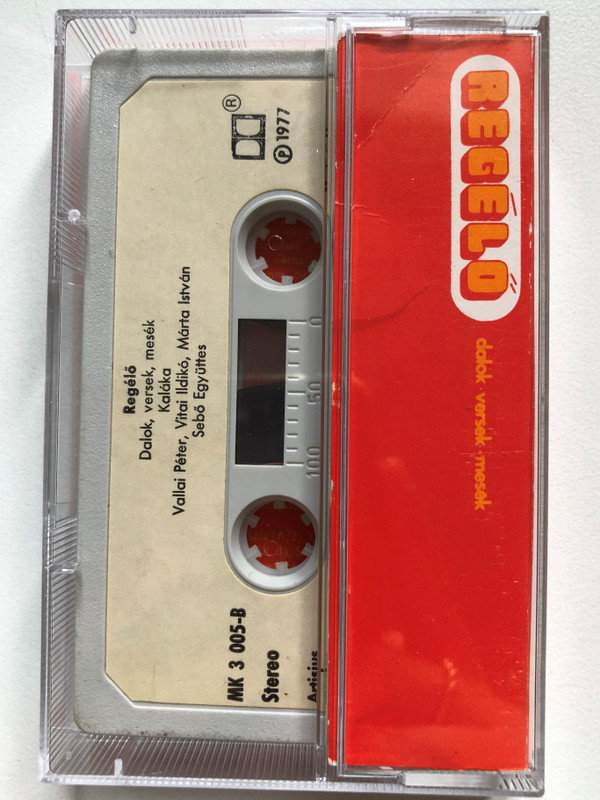 Regélő
Dalok, versek, mesék
Kaláka
Vallai Péter, Vitai Ildikó, Márta István
Sebő Együttes
MK 3 005-B
Stereo
Ⓟ 1977
®
0
50
100
REGÉLŐ
dalok · versek · mesék